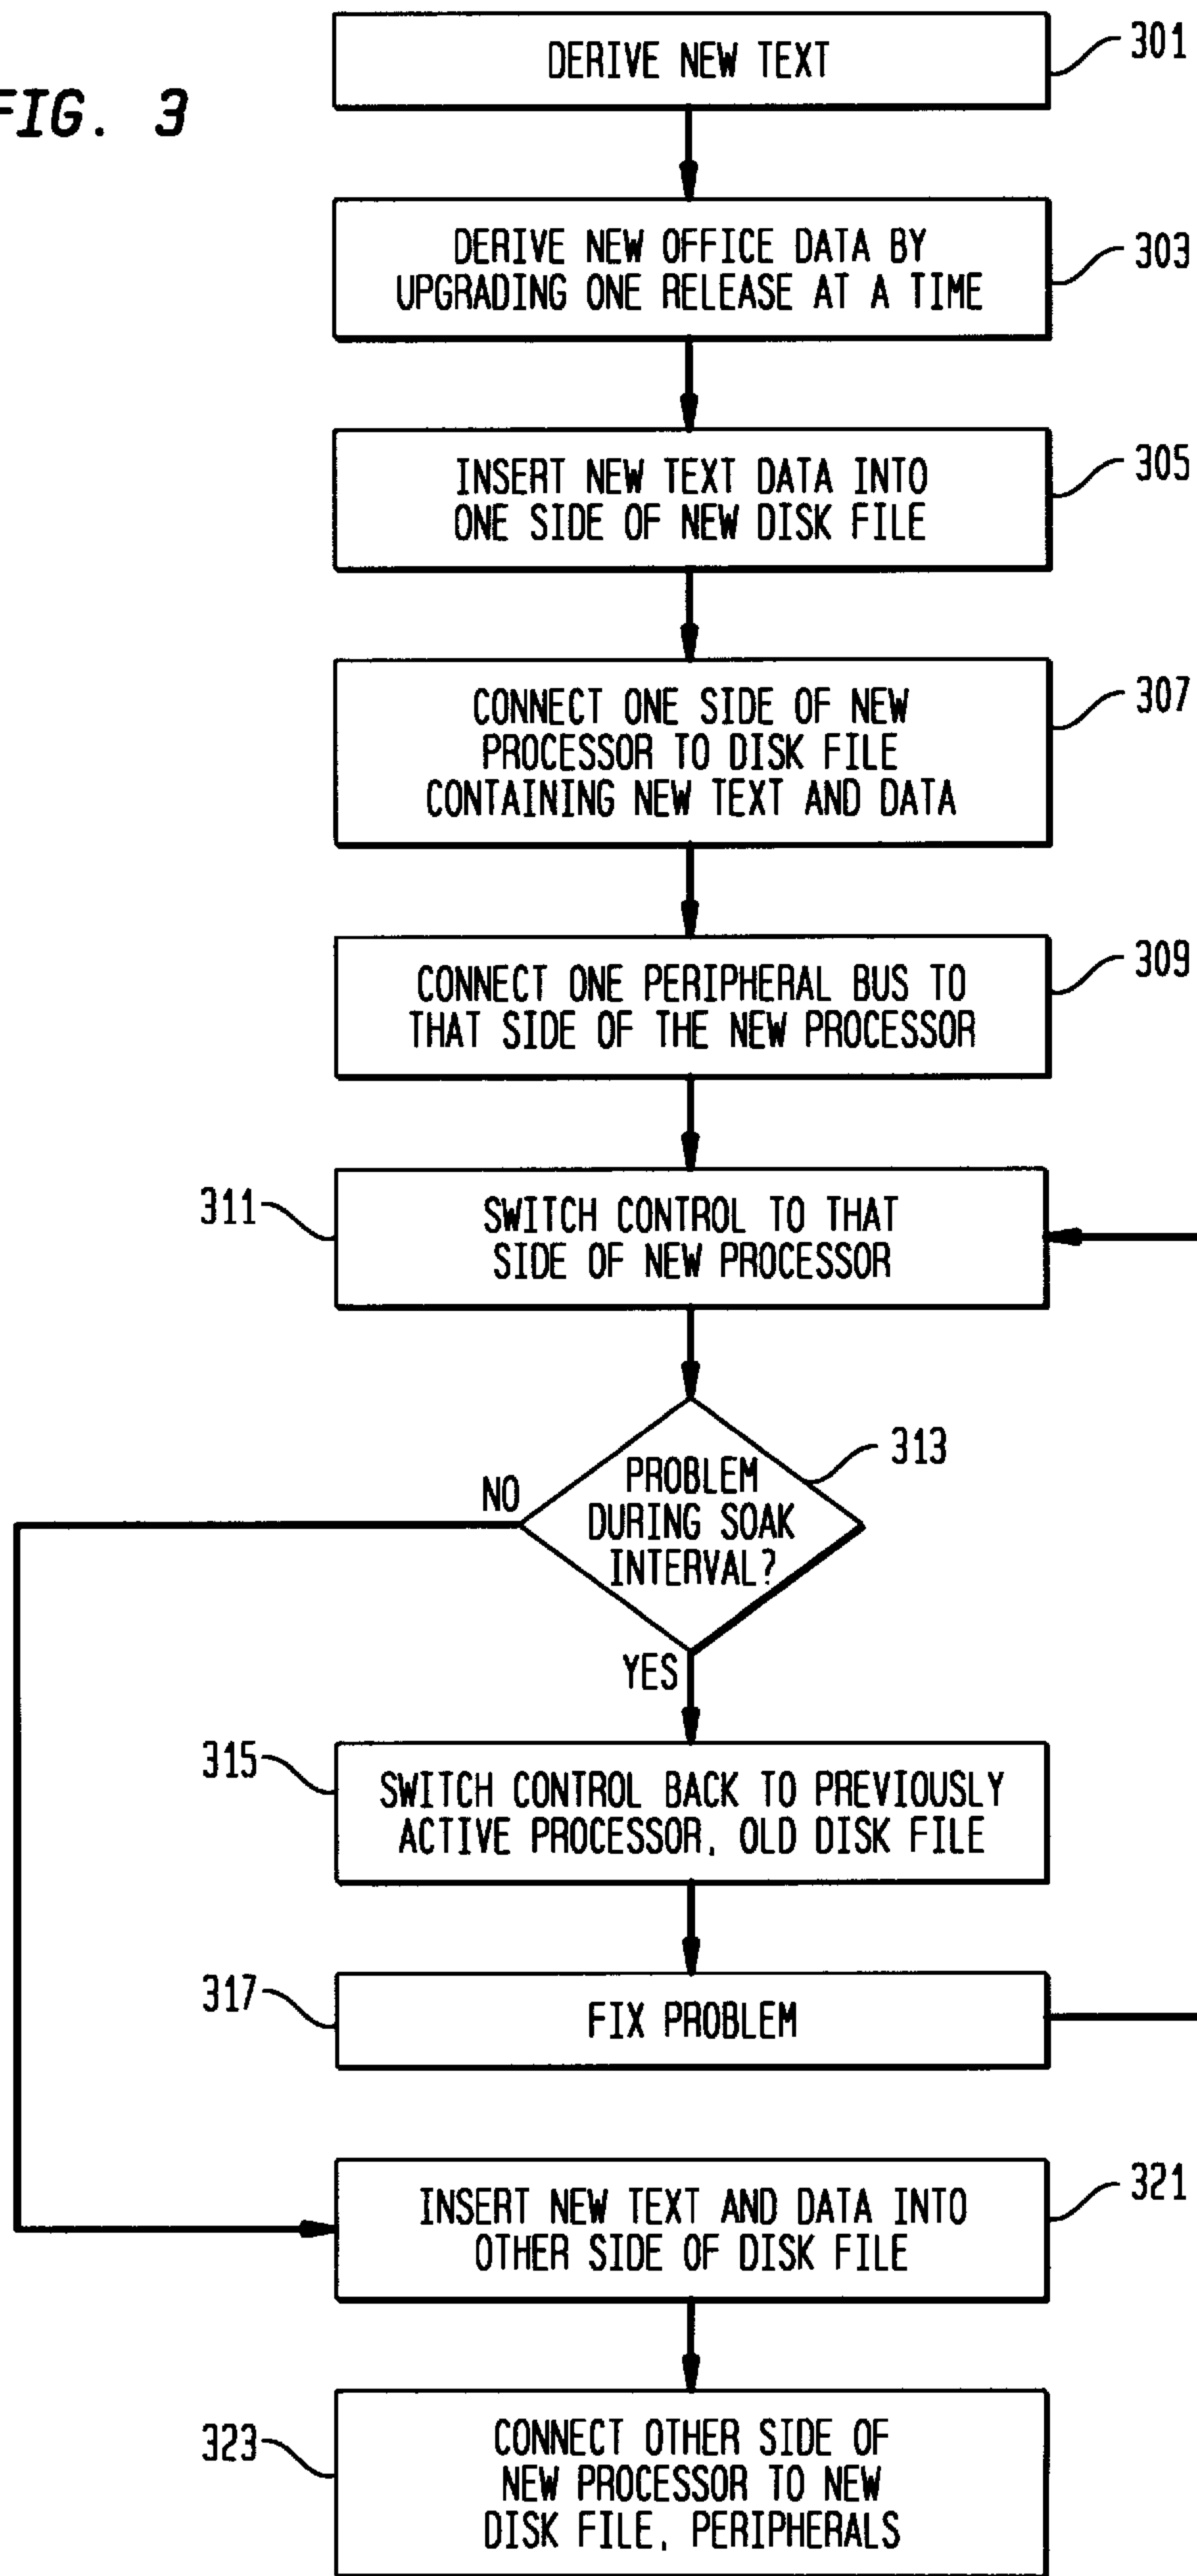 FIG. 3
DERIVE NEW TEXT
301
DERIVE NEW OFFICE DATA BY
UPGRADING ONE RELEASE AT A TIME
303
INSERT NEW TEXT DATA INTO
ONE SIDE OF NEW DISK FILE
305
CONNECT ONE SIDE OF NEW
PROCESSOR TO DISK FILE
CONTAINING NEW TEXT AND DATA
307
CONNECT ONE PERIPHERAL BUS TO
THAT SIDE OF THE NEW PROCESSOR
309
311
SWITCH CONTROL TO THAT
SIDE OF NEW PROCESSOR
313
PROBLEM
DURING SOAK
INTERVAL?
NO
YES
315
SWITCH CONTROL BACK TO PREVIOUSLY
ACTIVE PROCESSOR, OLD DISK FILE
317
FIX PROBLEM
321
INSERT NEW TEXT AND DATA INTO
OTHER SIDE OF DISK FILE
323
CONNECT OTHER SIDE OF
NEW PROCESSOR TO NEW
DISK FILE, PERIPHERALS